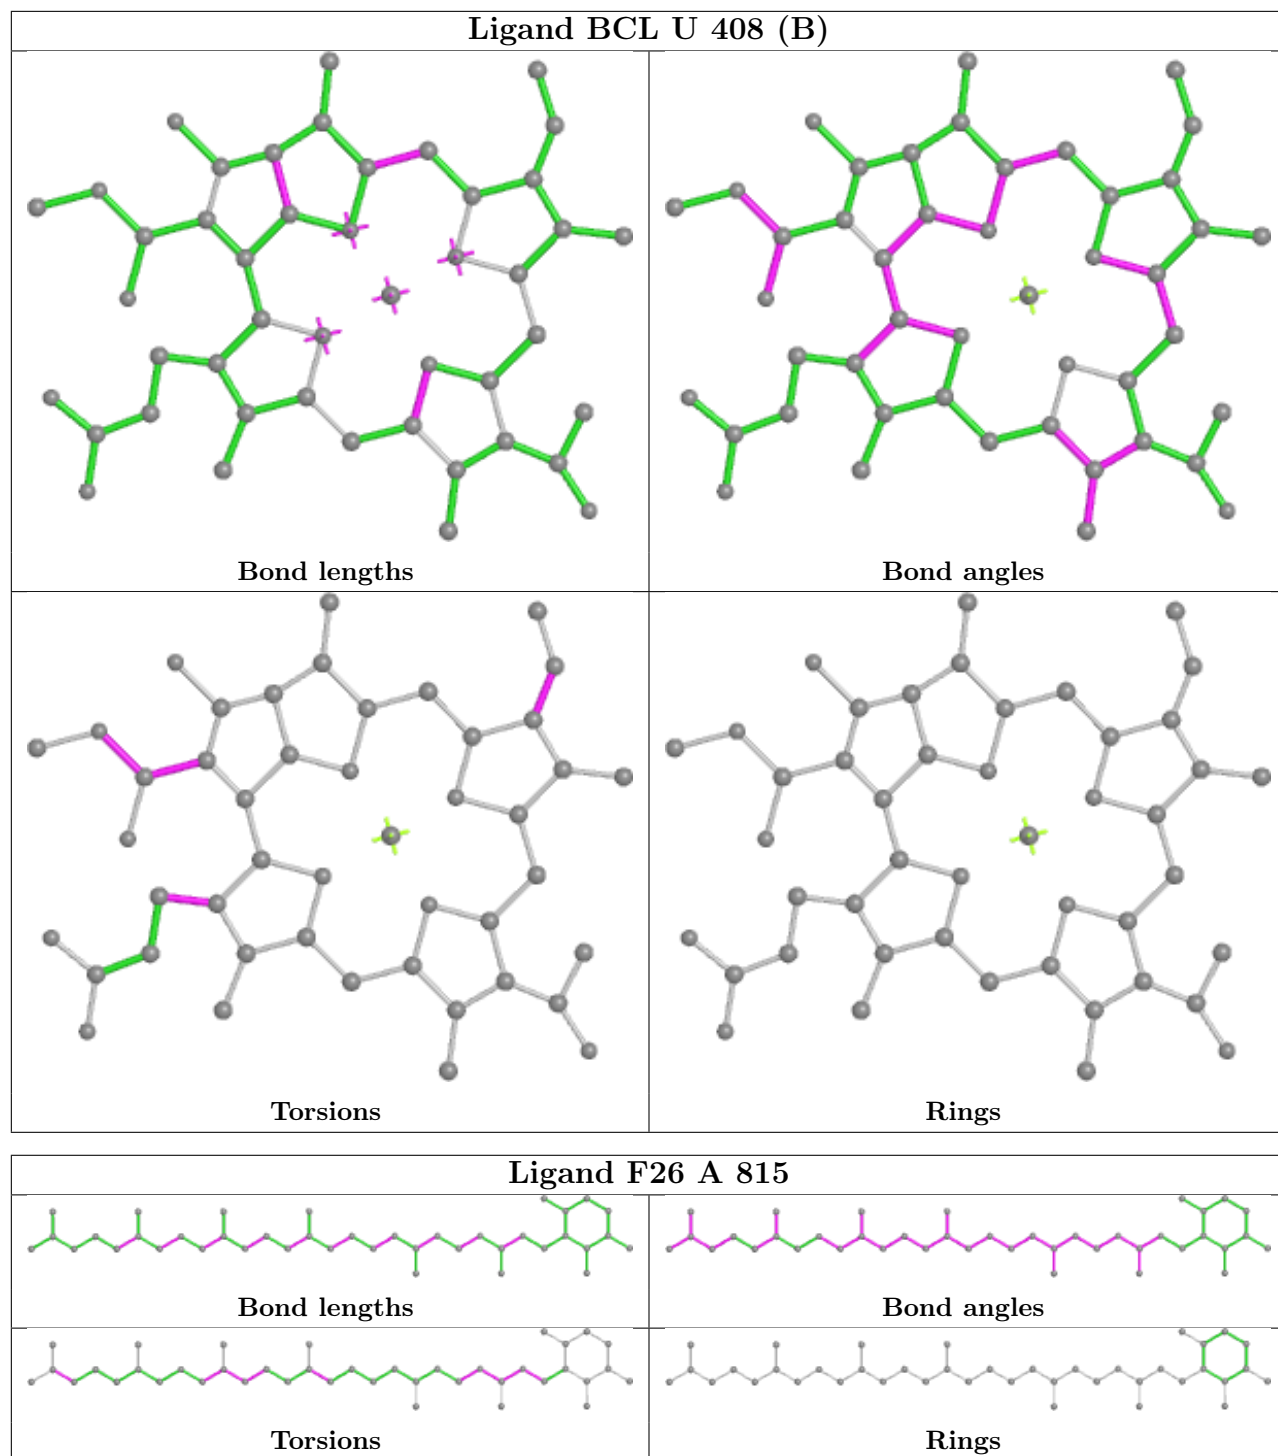 Ligand BCL U 408 (B)
Bond lengths
Bond angles
Torsions
Rings
Ligand F26 A 815
Bond lengths
Bond angles
Torsions
Rings